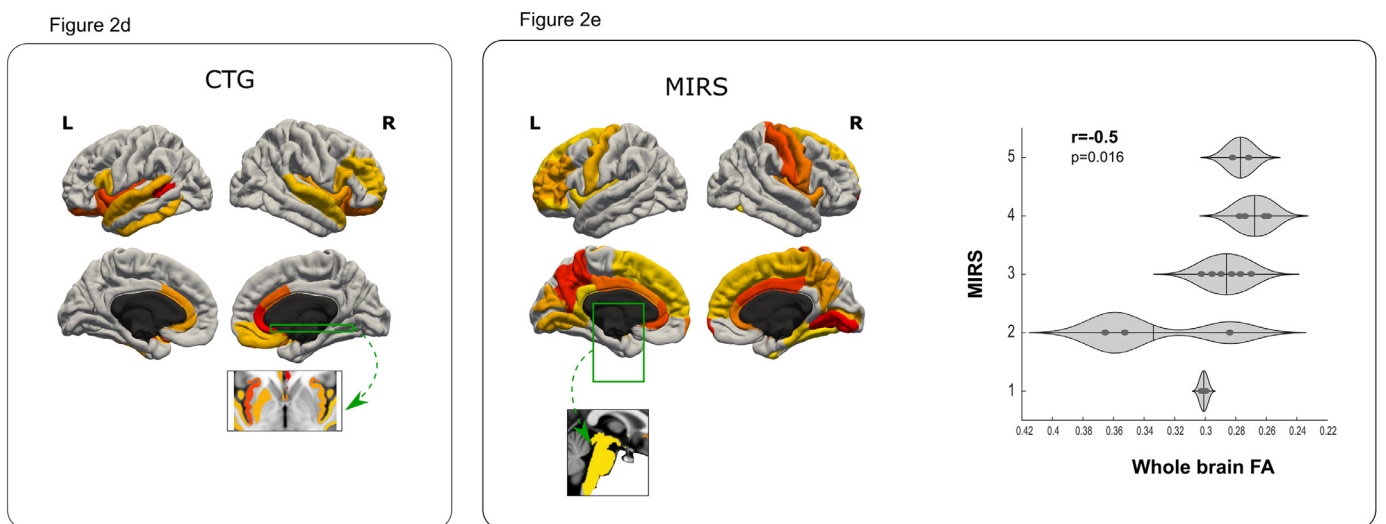 Figure 2d
CTG
L
R
Figure 2e
MIRS
L
R
r=-0.5
p=0.016
MIRS
5
4
3
2
1
0.42 0.4 0.38 0.36 0.34 0.32 0.3 0.28 0.26 0.24 0.22
Whole brain FA